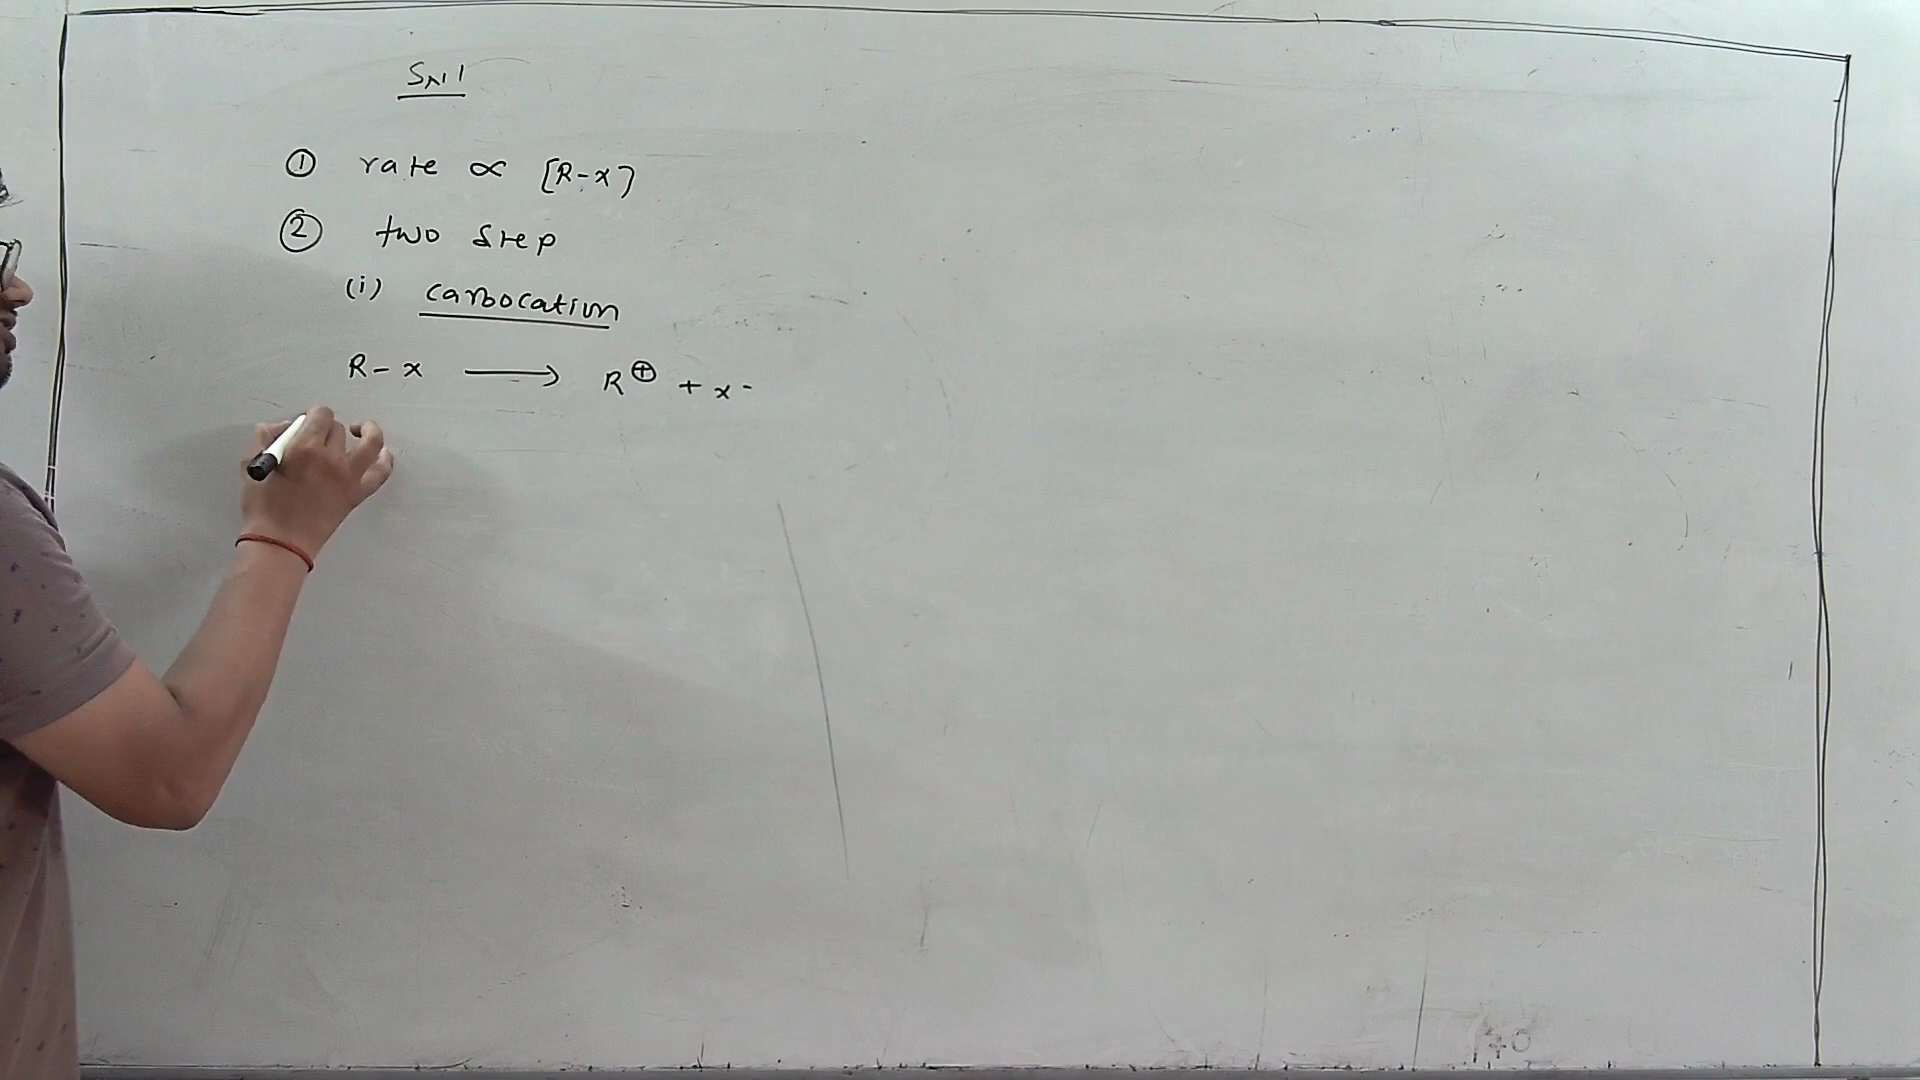 SN1
① rate ∝ [R-x]
② two step
(i) carbocation
R-x ⟶ R⊕ + x-